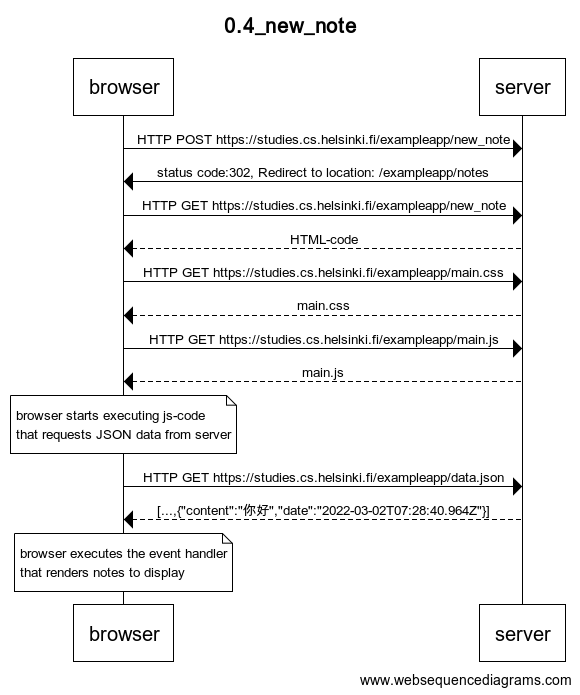 0.4_new_note
browser
server
HTTP POST https://studies.cs.helsinki.fi/exampleapp/new_note
status code:302, Redirect to location: /exampleapp/notes
HTTP GET https://studies.cs.helsinki.fi/exampleapp/new_note
HTML-code
HTTP GET https://studies.cs.helsinki.fi/exampleapp/main.css
main.css
HTTP GET https://studies.cs.helsinki.fi/exampleapp/main.js
main.js
browser starts executing js-code
that requests JSON data from server
HTTP GET https://studies.cs.helsinki.fi/exampleapp/data.json
[...,{"content":"你好","date":"2022-03-02T07:28:40.964Z"}]
browser executes the event handler
that renders notes to display
browser
server
www.websequencediagrams.com